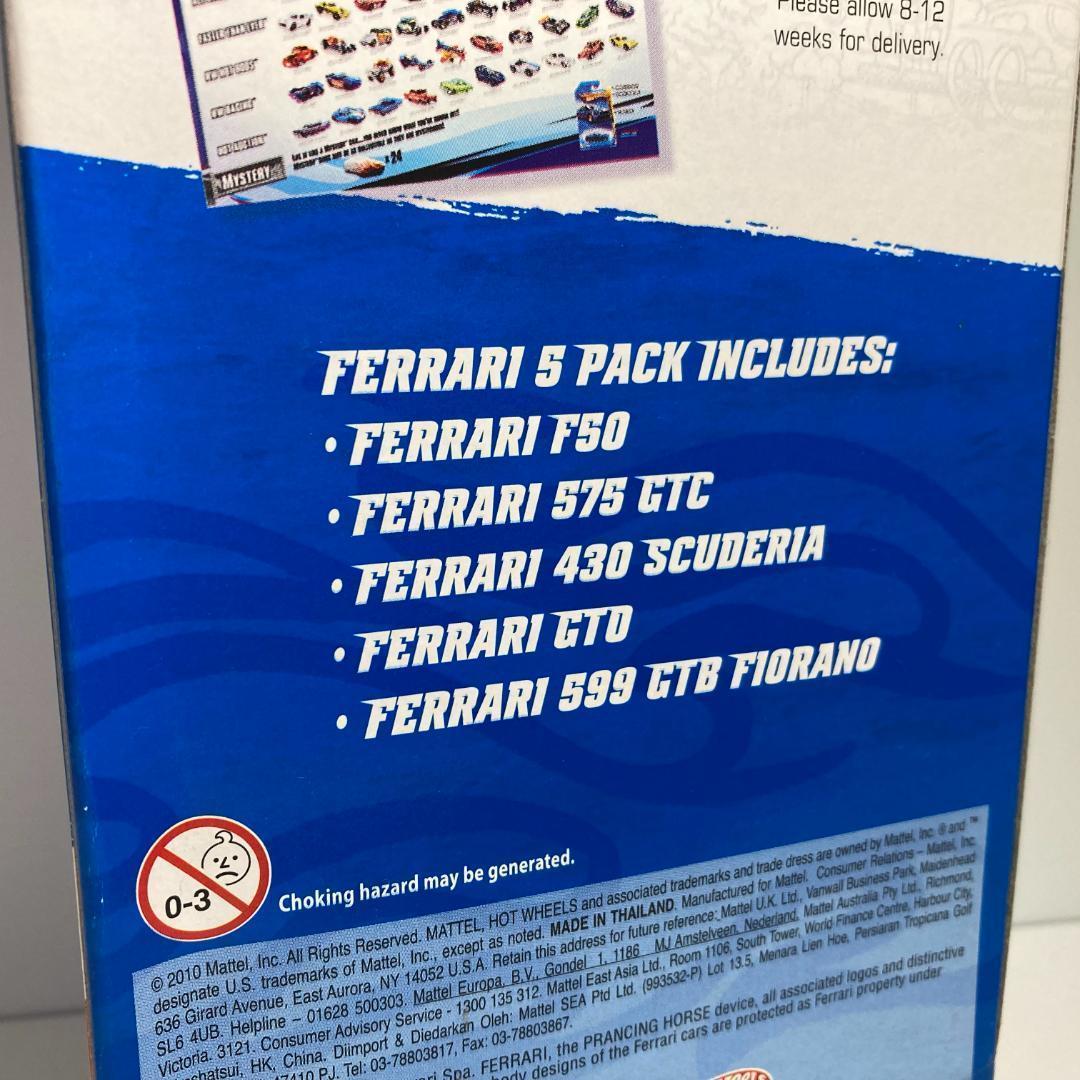 Please allow 8-12
weeks for delivery.
MYSTERY
x 24
FERRARI 5 PACK INCLUDES:
• FERRARI F50
• FERRARI 575 GTC
• FERRARI 430 SCUDERIA
• FERRARI GTO
• FERRARI 599 GTB FIORANO
0-3
Choking hazard may be generated.
© 2010 Mattel, Inc. All Rights Reserved. MATTEL, HOT WHEELS and associated trademarks and trade dress are owned by Mattel, Inc. ® and ™
designate U.S. trademarks of Mattel, Inc., except as noted. MADE IN THAILAND. Manufactured for Mattel. Consumer Relations – Mattel, Inc.
636 Girard Avenue, East Aurora, NY 14052 U.S.A. Retain this address for future reference: Mattel U.K. Ltd., Vanwall Business Park, Maidenhead
SL6 4UB. Helpline – 01628 500303. Mattel Europa, B.V., Gondel 1, 1186 MJ Amstelveen, Nederland. Mattel Australia Pty Ltd., Richmond,
Victoria. 3121. Consumer Advisory Service - 1300 135 312. Mattel East Asia Ltd., Room 1106, South Tower, World Finance Centre, Harbour City,
HK, China. Diimport & Diedarkan Oleh: Mattel SEA Ptd Ltd. (993532-P) Lot 13.5, Menara Lien Hoe, Persiaran Tropicana Golf
PJ. Tel: 03-78803817, Fax: 03-78803867.
Spa. FERRARI, the PRANCING HORSE device, all associated logos and distinctive
body designs of the Ferrari cars are protected as Ferrari property under